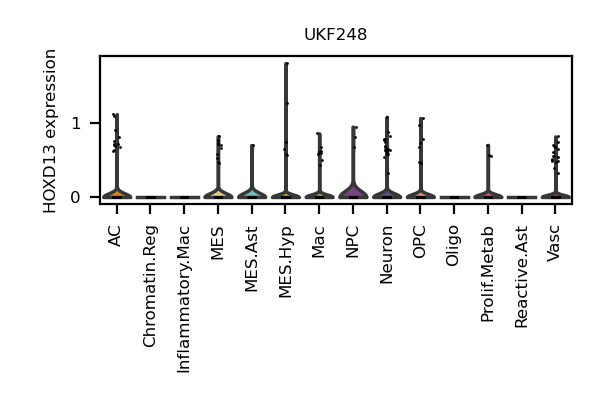 UKF248
HOXD13 expression
1
0
AC
Chromatin.Reg
Inflammatory.Mac
MES
MES.Ast
MES.Hyp
Mac
NPC
Neuron
OPC
Oligo
Prolif.Metab
Reactive.Ast
Vasc